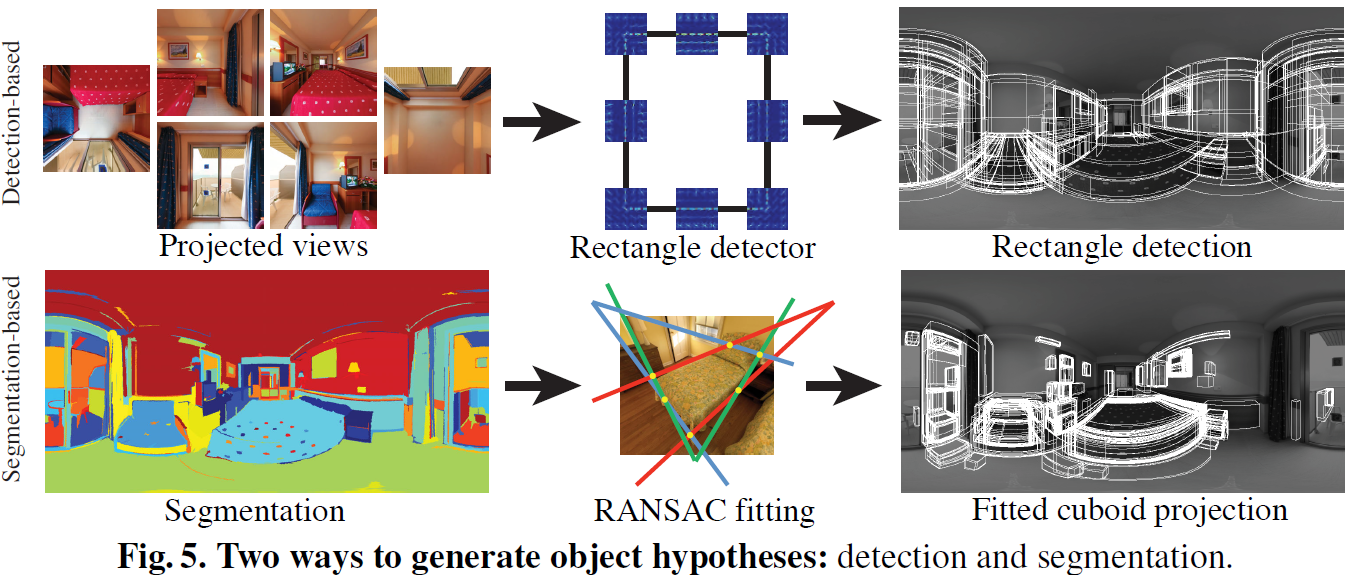 Detection-based
Projected views
Rectangle detector
Rectangle detection
Segmentation-based
Segmentation
RANSAC fitting
Fitted cuboid projection
Fig. 5. Two ways to generate object hypotheses: detection and segmentation.